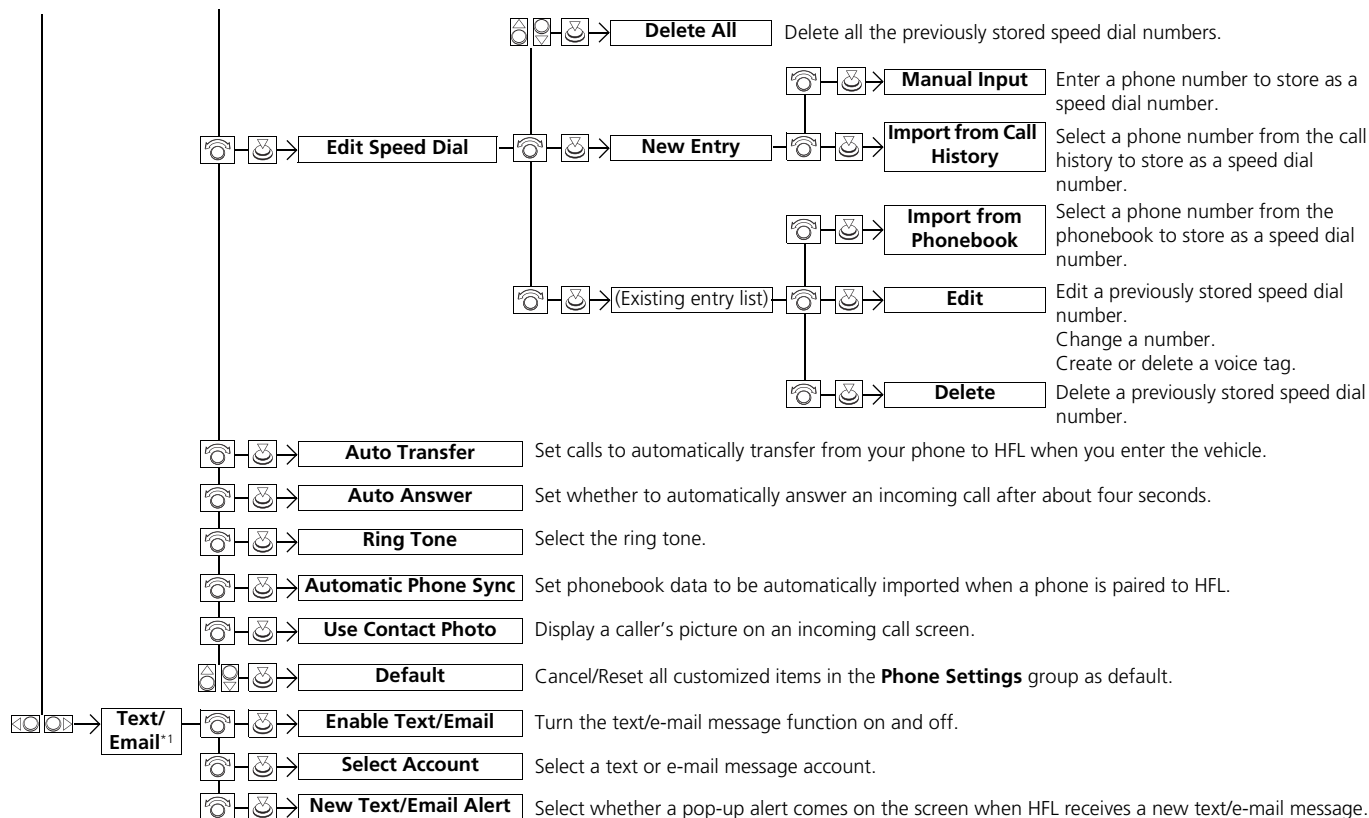 Delete All
Delete all the previously stored speed dial numbers.
Manual Input
Enter a phone number to store as a
speed dial number.
Edit Speed Dial
New Entry
Import from Call
History
Select a phone number from the call
history to store as a speed dial
number.
Import from
Phonebook
Select a phone number from the
phonebook to store as a speed dial
number.
(Existing entry list)
Edit
Edit a previously stored speed dial
number.
Change a number.
Create or delete a voice tag.
Delete
Delete a previously stored speed dial
number.
Auto Transfer
Set calls to automatically transfer from your phone to HFL when you enter the vehicle.
Auto Answer
Set whether to automatically answer an incoming call after about four seconds.
Ring Tone
Select the ring tone.
Automatic Phone Sync
Set phonebook data to be automatically imported when a phone is paired to HFL.
Use Contact Photo
Display a caller's picture on an incoming call screen.
Default
Cancel/Reset all customized items in the Phone Settings group as default.
Text/
Email*1
Enable Text/Email
Turn the text/e-mail message function on and off.
Select Account
Select a text or e-mail message account.
New Text/Email Alert
Select whether a pop-up alert comes on the screen when HFL receives a new text/e-mail message.